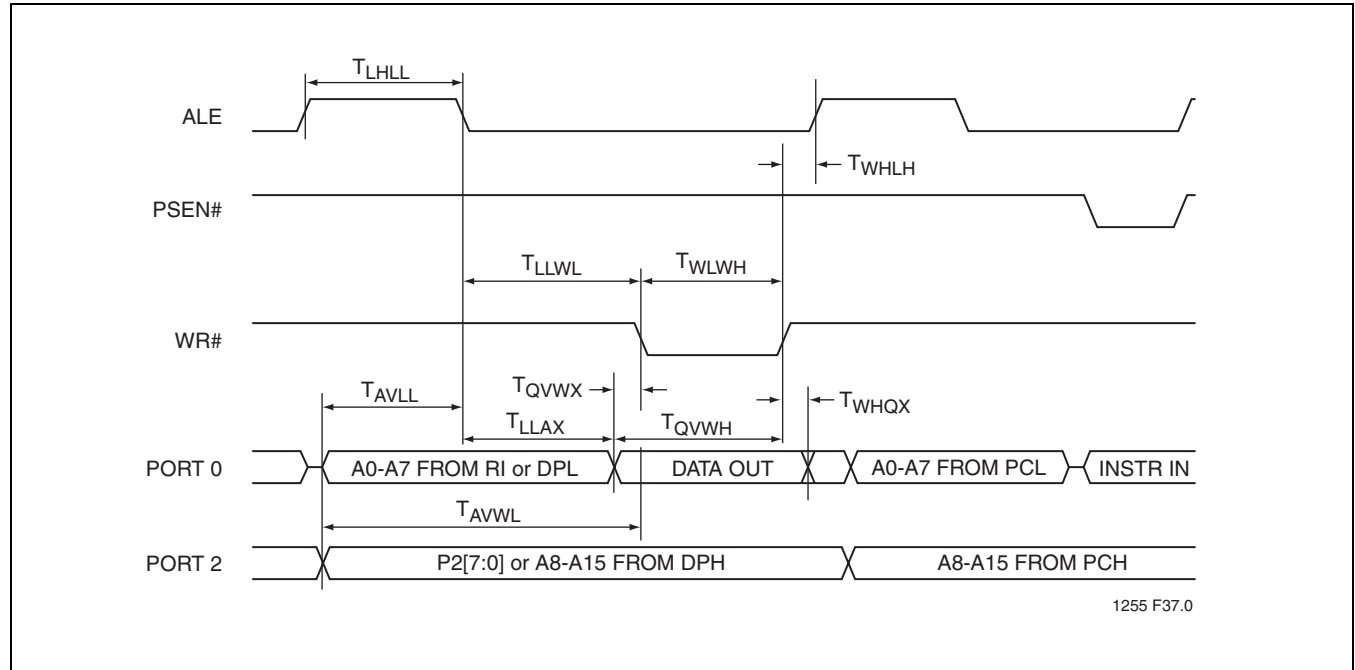 TLHLL
ALE
TWHLH
PSEN#
TLLWL
TWLWH
WR#
TAVLL
TQVWX
TWHQX
TLLAX
TQVWH
PORT 0
A0-A7 FROM RI or DPL
DATA OUT
A0-A7 FROM PCL
INSTR IN
TAVWL
PORT 2
P2[7:0] or A8-A15 FROM DPH
A8-A15 FROM PCH
1255 F37.0